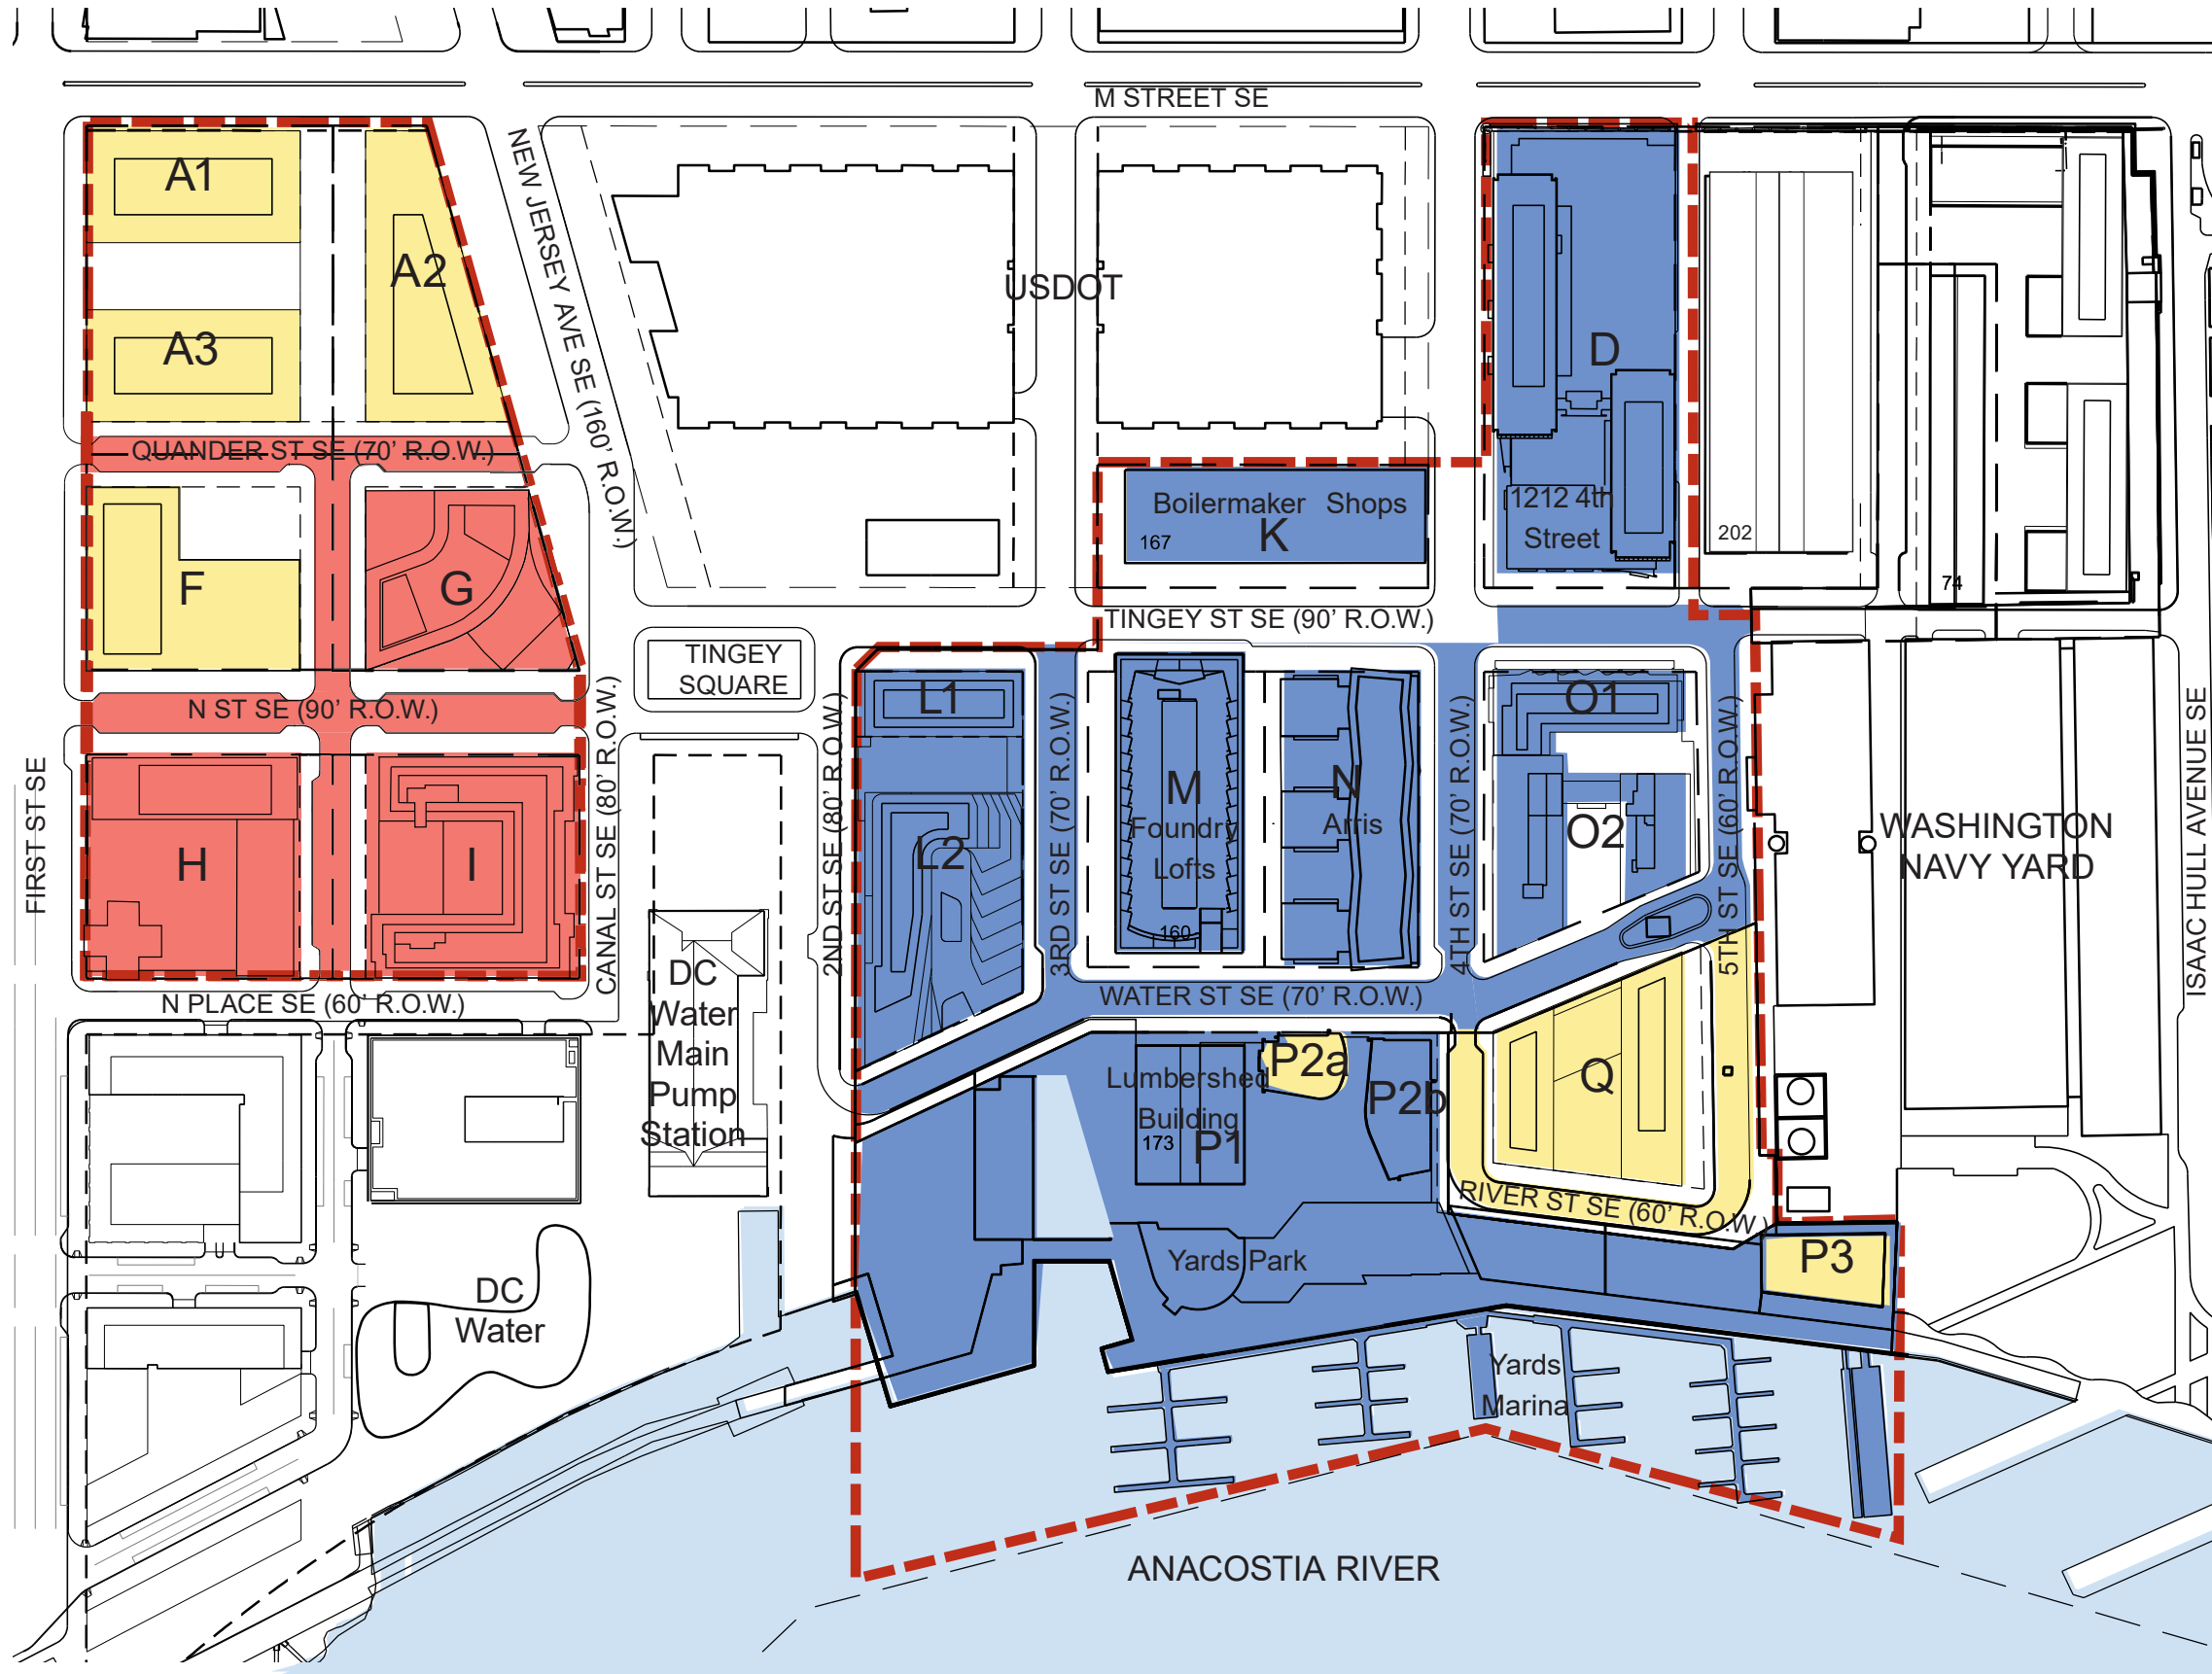 M STREET SE
A1
A2
A3
NEW JERSEY AVE SE (160’ R.O.W.)
USDOT
D
QUANDER ST SE (70’ R.O.W.)
Boilermaker Shops
K
167
1212 4th
Street
202
74
F
G
TINGEY ST SE (90’ R.O.W.)
TINGEY
SQUARE
N ST SE (90’ R.O.W.)
L1
L2
M
Foundry
Lofts
160
N
Arris
O1
O2
FIRST ST SE
H
I
CANAL ST SE (80’ R.O.W.)
2ND ST SE (80’ R.O.W.)
3RD ST SE (70’ R.O.W.)
4TH ST SE (70’ R.O.W.)
5TH ST SE (60’ R.O.W.)
WASHINGTON
NAVY YARD
ISAAC HULL AVENUE SE
N PLACE SE (60’ R.O.W.)
WATER ST SE (70’ R.O.W.)
DC
Water
Main
Pump
Station
Lumbershed
Building
173
P1
P2a
P2b
Q
RIVER ST SE (60’ R.O.W.)
P3
Yards Park
DC
Water
Yards
Marina
ANACOSTIA RIVER